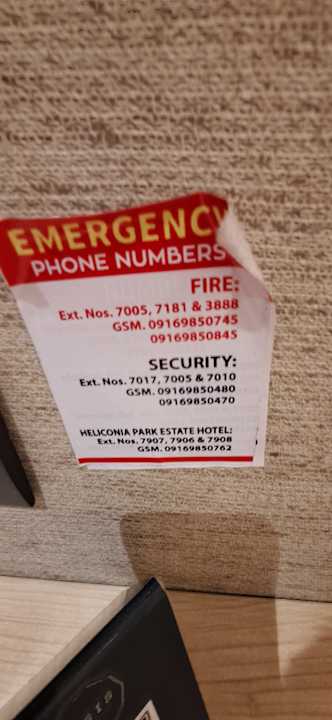 EMERGENCY
PHONE NUMBERS
FIRE:
Ext. Nos. 7005, 7181 & 3888
GSM. 09169850745
09169850845
SECURITY:
Ext. Nos. 7017, 7005 & 7010
GSM. 09169850480
09169850470
HELICONIA PARK ESTATE HOTEL:
Ext. Nos. 7907, 7906 & 7908
GSM. 09169850762